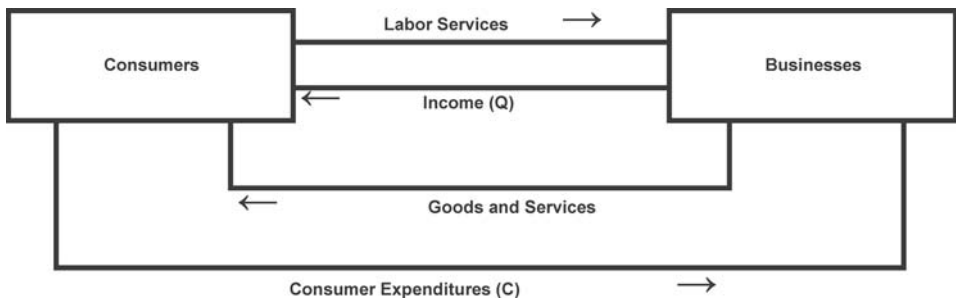 Labor Services
Consumers
Businesses
Income (Q)
Goods and Services
Consumer Expenditures (C)